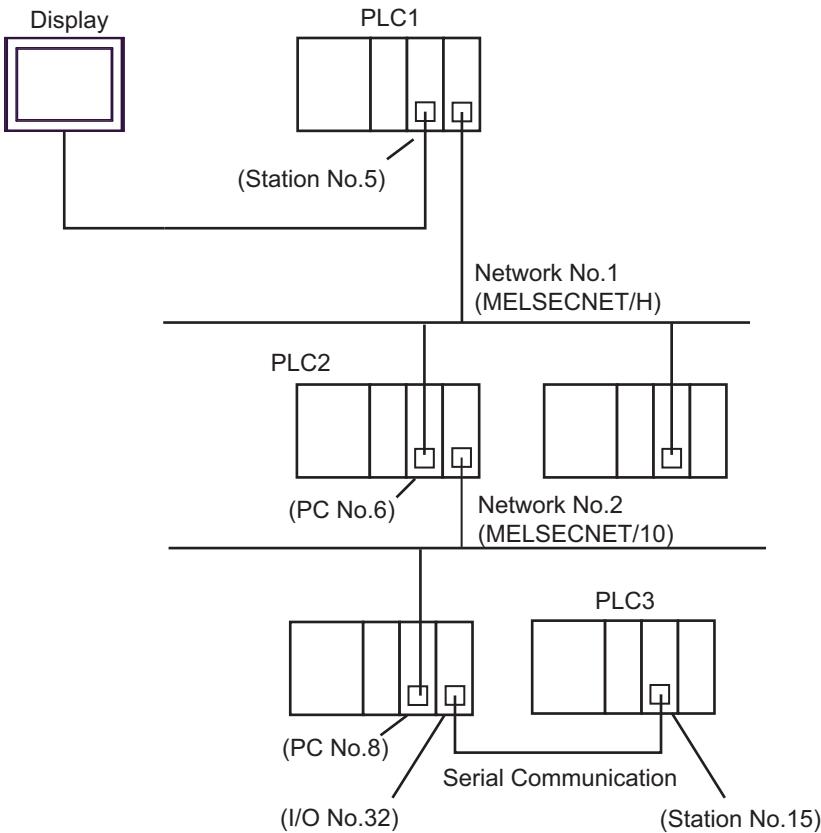 Display
PLC1
(Station No.5)
Network No.1
(MELSECNET/H)
PLC2
(PC No.6)
Network No.2
(MELSECNET/10)
PLC3
(PC No.8)
Serial Communication
(I/O No.32)
(Station No.15)